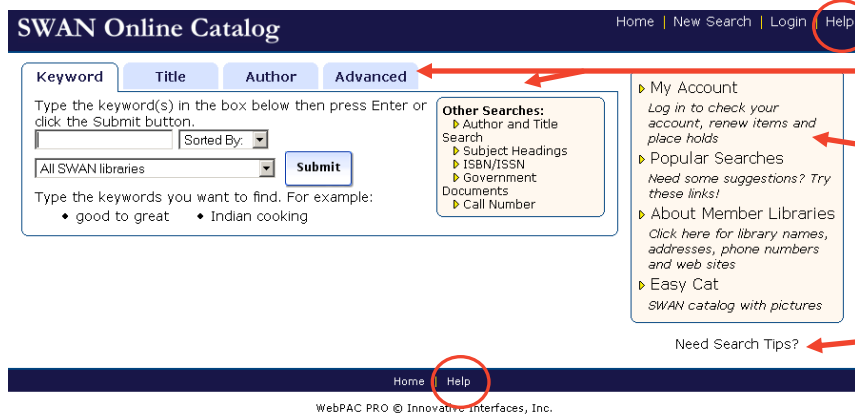 SWAN Online Catalog
Home | New Search | Login | Help
Keyword
Title
Author
Advanced
Type the keyword(s) in the box below then press Enter or
click the Submit button.
Sorted By:
All SWAN libraries
Submit
Type the keywords you want to find. For example:
• good to great • Indian cooking
Other Searches:
Author and Title
Search
Subject Headings
ISBN/ISSN
Government
Documents
Call Number
My Account
Log in to check your
account, renew items and
place holds
Popular Searches
Need some suggestions? Try
these links!
About Member Libraries
Click here for library names,
addresses, phone numbers
and web sites
Easy Cat
SWAN catalog with pictures
Need Search Tips?
Home | Help
WebPAC PRO © Innovative Interfaces, Inc.